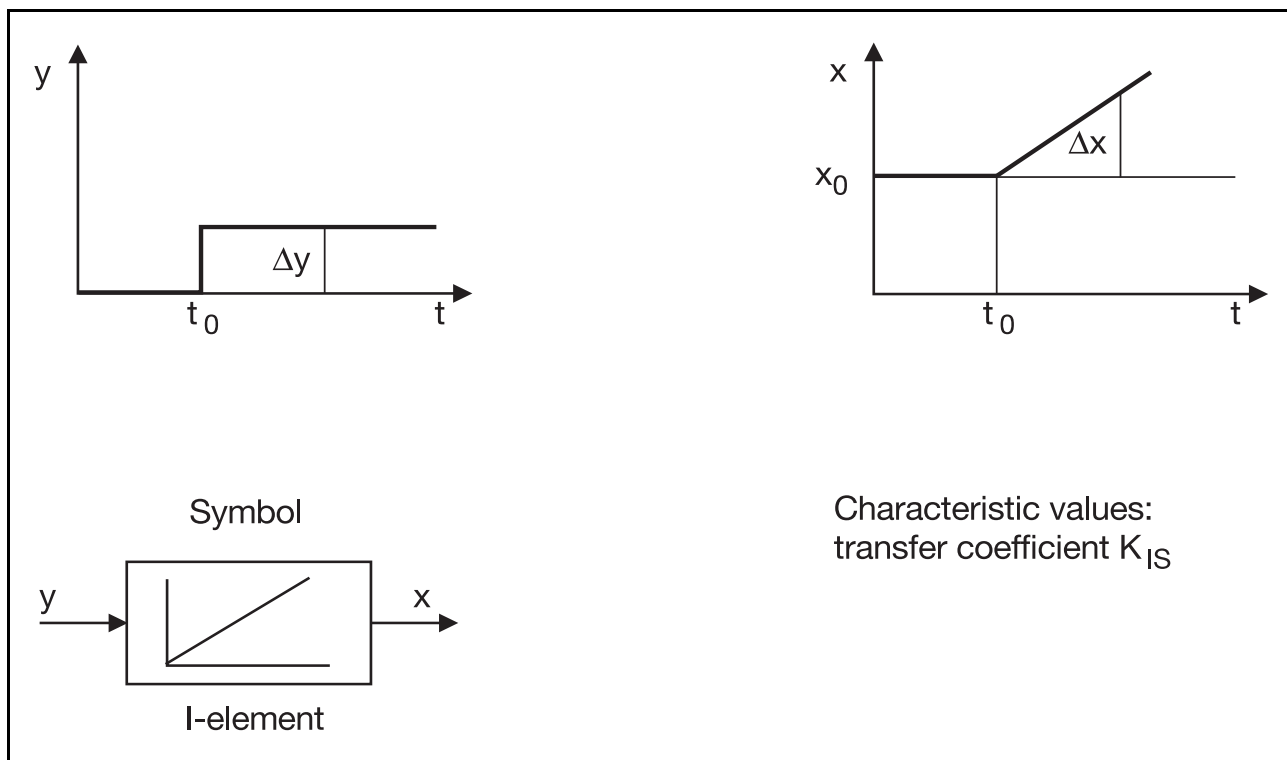 y
Δy
t0
t
x
x0
Δx
t0
t
Symbol
y
x
I-element
Characteristic values:
transfer coefficient KIS